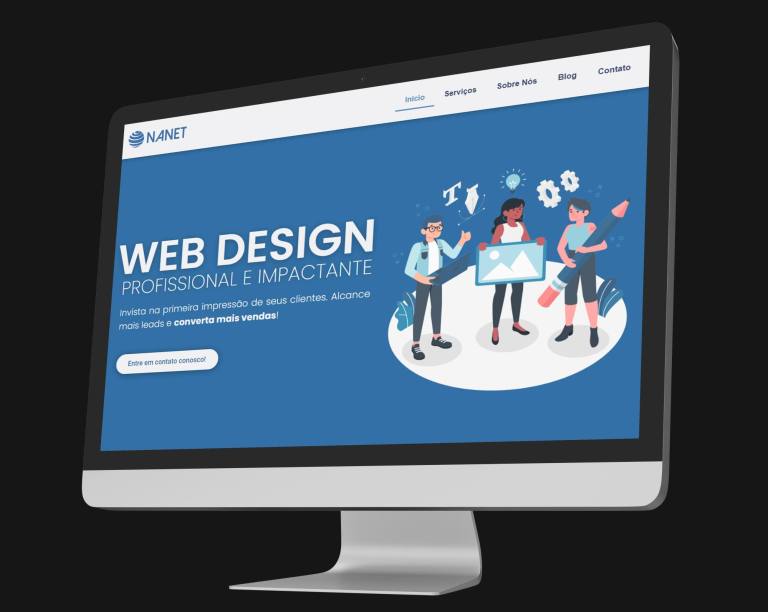 NANET
Início
Serviços
Sobre Nós
Blog
Contato
WEB DESIGN
PROFISSIONAL E IMPACTANTE
Invista na primeira impressão de seus clientes. Alcance
mais leads e converta mais vendas!
Entre em contato conosco!
T